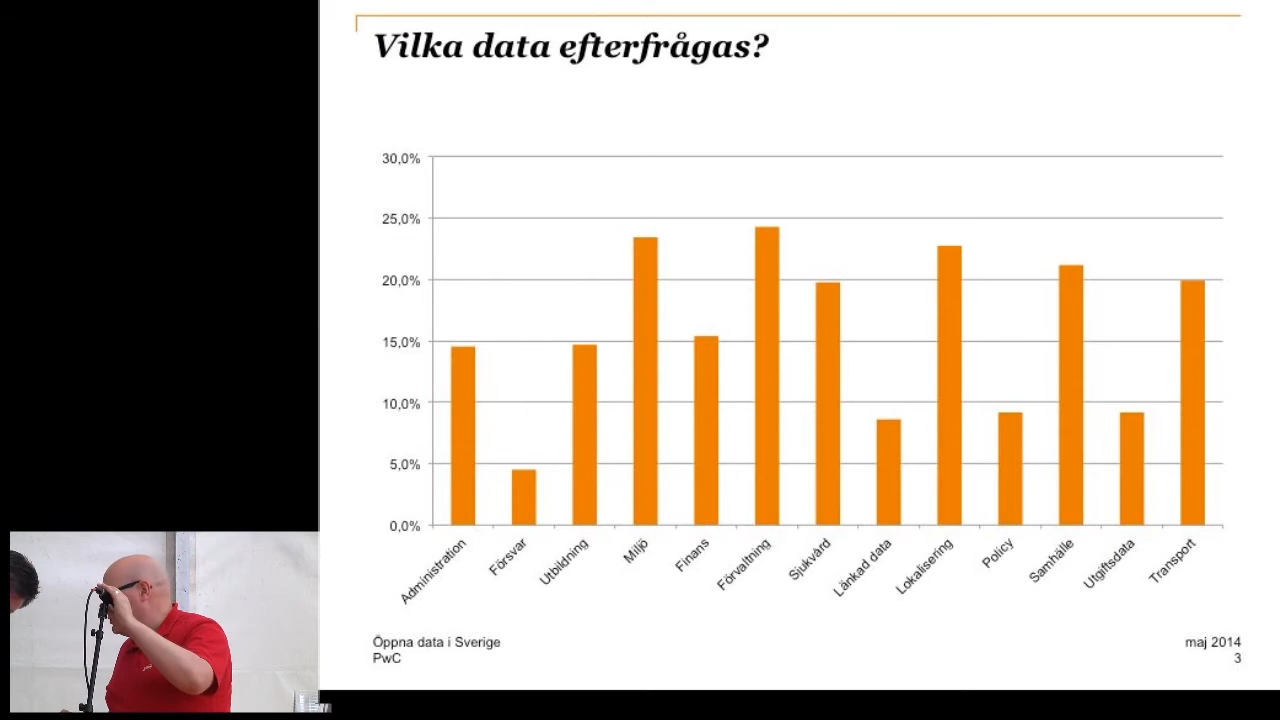 Vilka data efterfrågas?
30,0%
25,0%
20,0%
15,0%
10,0%
5,0%
0,0%
Administration
Försvar
Utbildning
Miljö
Finans
Förvaltning
Sjukvård
Länkad data
Lokalisering
Policy
Samhälle
Utgiftsdata
Transport
Öppna data i Sverige
PwC
maj 2014
3